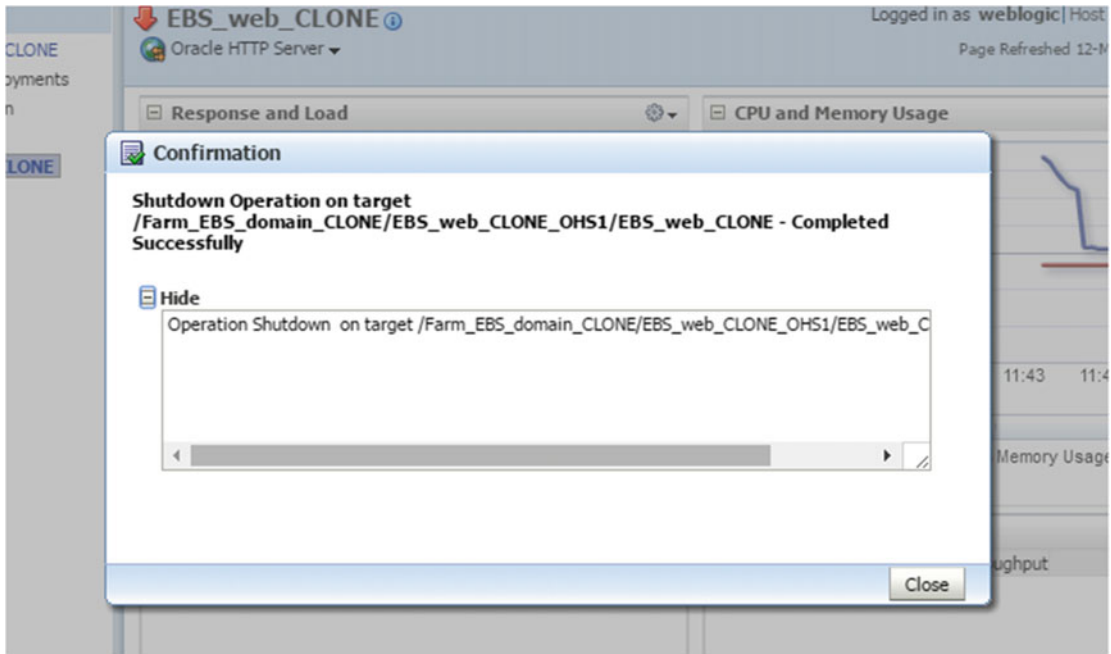 EBS_web_CLONE
Logged in as weblogic| Host
CLONE
Oracle HTTP Server
Page Refreshed 12-M
oyments
n
Response and Load
CPU and Memory Usage
Confirmation
LONE
Shutdown Operation on target
/Farm_EBS_domain_CLONE/EBS_web_CLONE_OHS1/EBS_web_CLONE - Completed
Successfully
Hide
Operation Shutdown on target /Farm_EBS_domain_CLONE/EBS_web_CLONE_OHS1/EBS_web_C
11:43
11:4
Memory Usage
ughput
Close